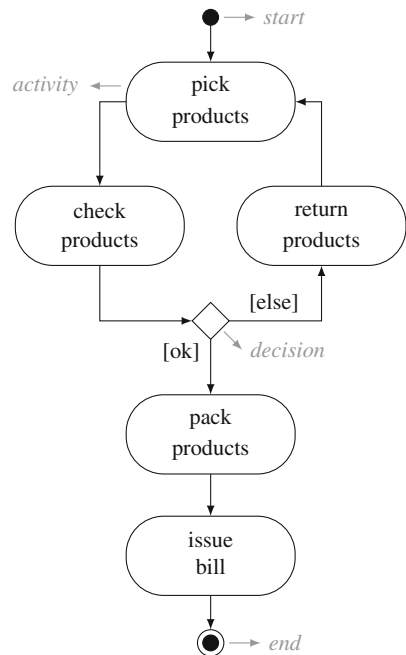 start
activity
pick
products
check
products
return
products
[else]
[ok]
decision
pack
products
issue
bill
end